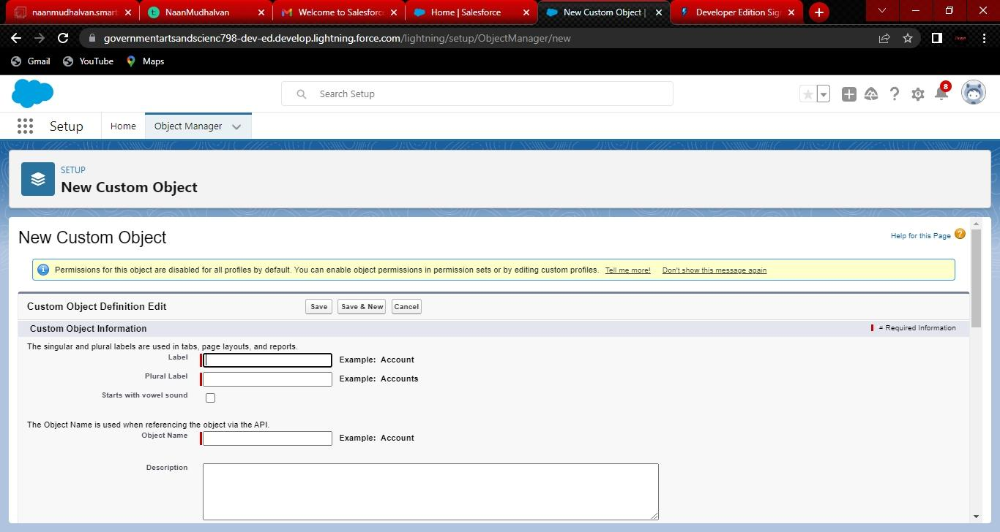 naanmudhalvan.smart
NaanMudhalvan
Welcome to Salesforc
Home | Salesforce
New Custom Object |
Developer Edition Sig
governmentartsandscienc798-dev-ed.develop.lightning.force.com/lightning/setup/ObjectManager/new
Gmail
YouTube
Maps
Search Setup
8
Setup
Home
Object Manager
SETUP
New Custom Object
New Custom Object
Help for this Page
Permissions for this object are disabled for all profiles by default. You can enable object permissions in permission sets or by editing custom profiles. Tell me more! Don't show this message again
Custom Object Definition Edit
Save
Save & New
Cancel
Custom Object Information
= Required Information
The singular and plural labels are used in tabs, page layouts, and reports.
Label
Example: Account
Plural Label
Example: Accounts
Starts with vowel sound
The Object Name is used when referencing the object via the API.
Object Name
Example: Account
Description